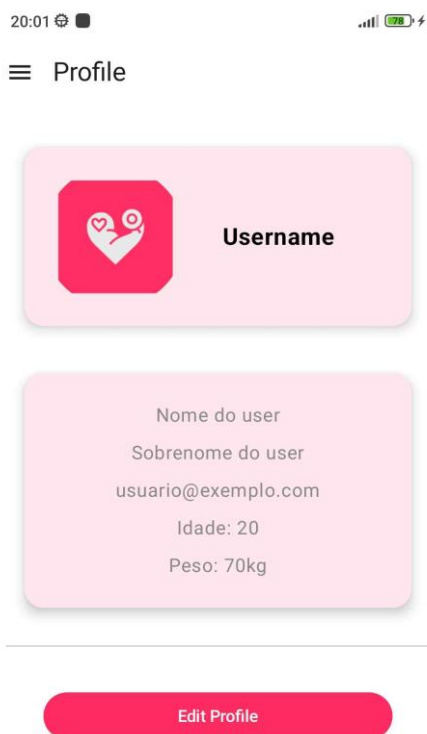 20:01
78
Profile
Username
Nome do user
Sobrenome do user
usuario@exemplo.com
Idade: 20
Peso: 70kg
Edit Profile